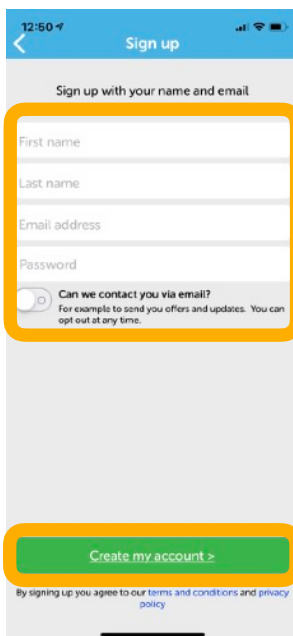 12:50
Sign up
Sign up with your name and email
First name
Last name
Email address
Password
Can we contact you via email?
For example to send you offers and updates. You can
opt out at any time.
Create my account >
By signing up you agree to our terms and conditions and privacy
policy